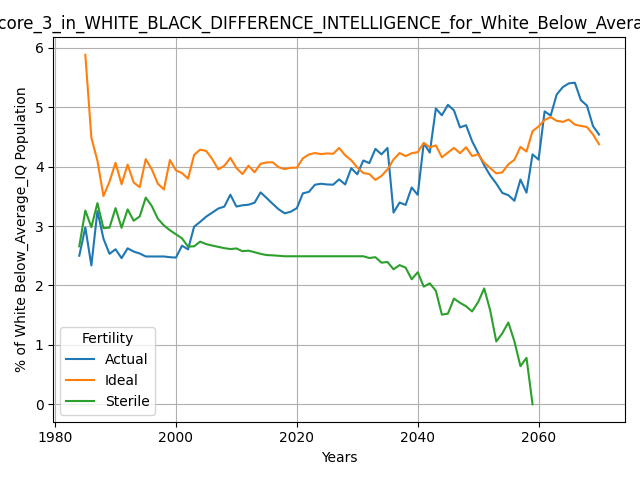 core_3_in_WHITE_BLACK_DIFFERENCE_INTELLIGENCE_for_White_Below_Avera
% of White Below_Average_IQ Population
6
5
4
3
2
1
0
Fertility
Actual
Ideal
Sterile
1980
2000
2020
2040
2060
Years